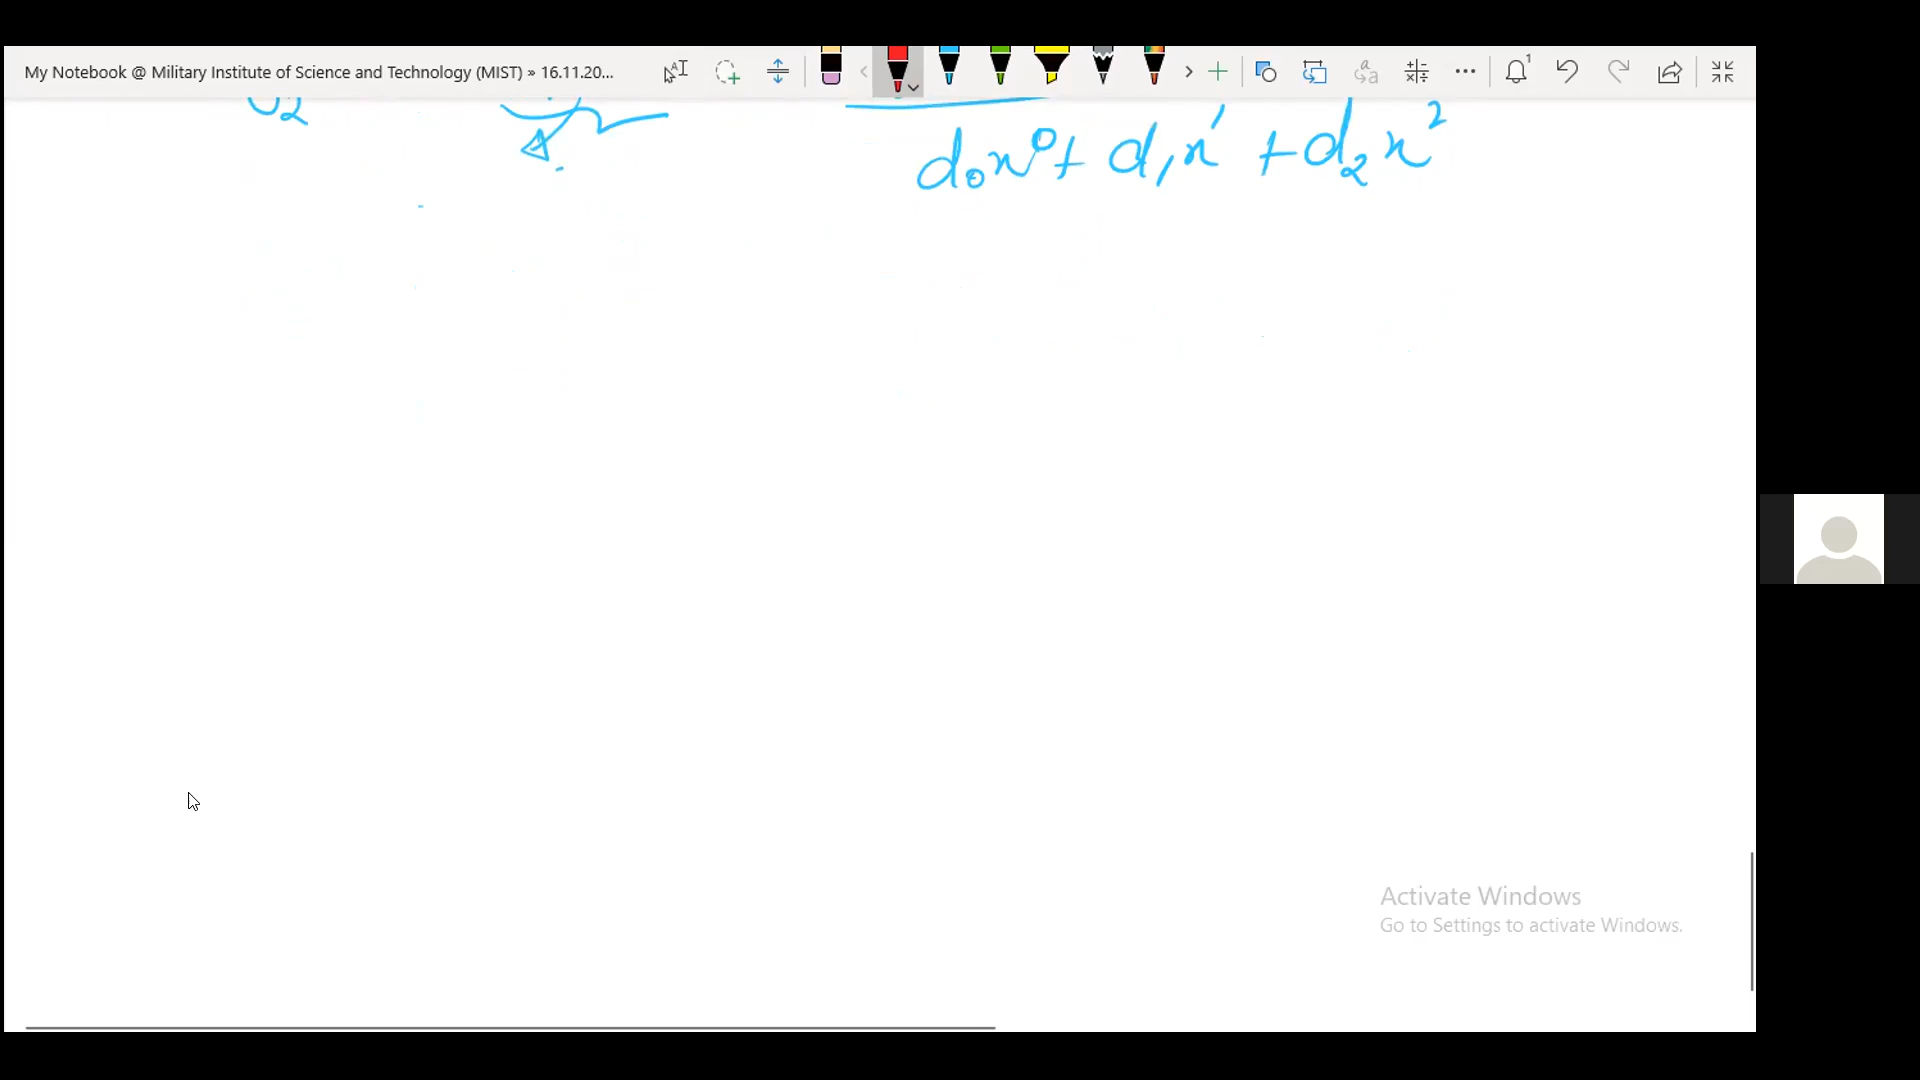 My Notebook @ Military Institute of Science and Technology (MIST) » 16.11.20...
d₀x⁰ + d₁x' + d₂x²
Activate Windows
Go to Settings to activate Windows.